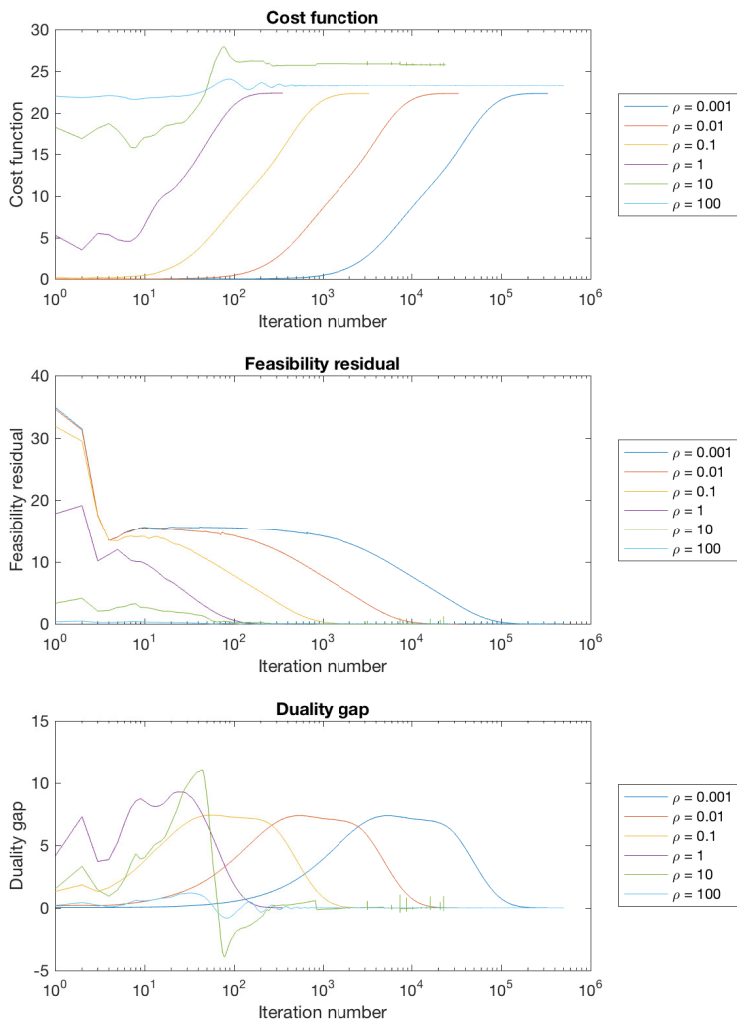 Cost function
30
25
20
15
10
5
0
Cost function
10^0 10^1 10^2 10^3 10^4 10^5 10^6
Iteration number
ρ = 0.001
ρ = 0.01
ρ = 0.1
ρ = 1
ρ = 10
ρ = 100
Feasibility residual
40
30
20
10
0
Feasibility residual
10^0 10^1 10^2 10^3 10^4 10^5 10^6
Iteration number
ρ = 0.001
ρ = 0.01
ρ = 0.1
ρ = 1
ρ = 10
ρ = 100
Duality gap
15
10
5
0
-5
Duality gap
10^0 10^1 10^2 10^3 10^4 10^5 10^6
Iteration number
ρ = 0.001
ρ = 0.01
ρ = 0.1
ρ = 1
ρ = 10
ρ = 100